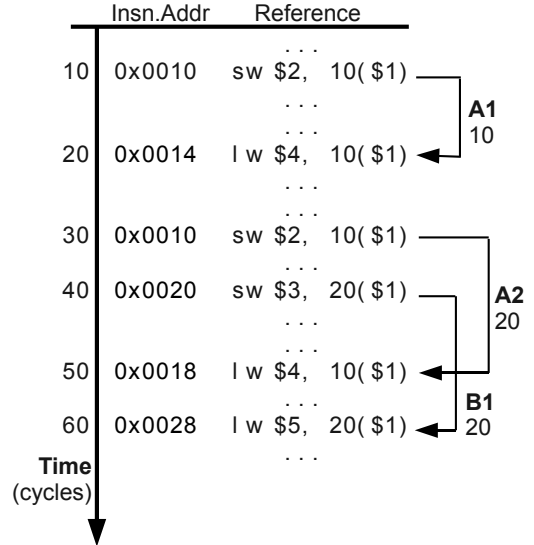 Insn.Addr Reference
. . .
10 0x0010 sw $2, 10($1)
. . .
A1
. . .
10
20 0x0014 lw $4, 10($1)
. . .
. . .
30 0x0010 sw $2, 10($1)
. . .
40 0x0020 sw $3, 20($1) A2
. . .
20
. . .
50 0x0018 lw $4, 10($1)
. . .
B1
60 0x0028 lw $5, 20($1) 20
. . .
Time
(cycles)